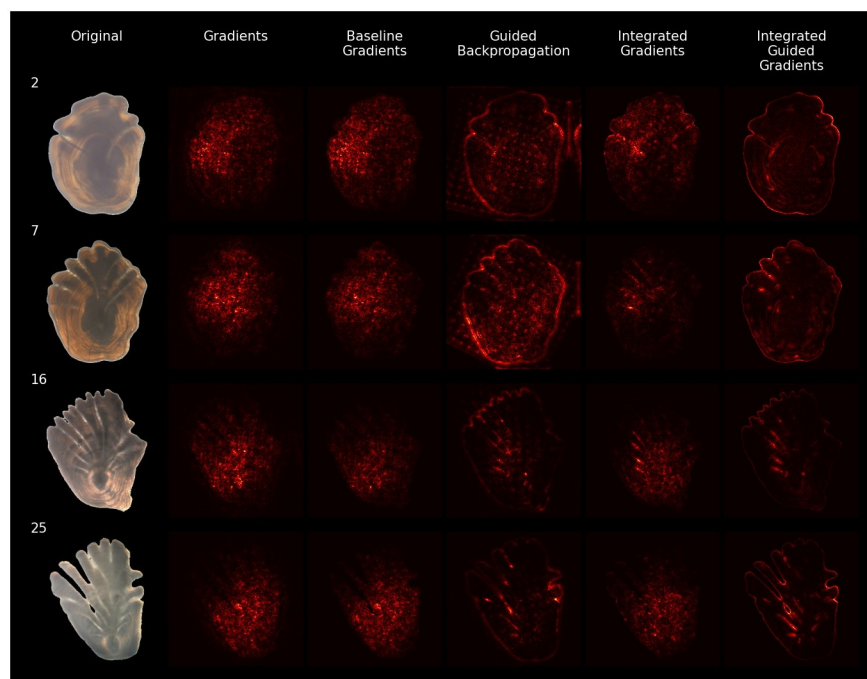 Original
Gradients
Baseline
Gradients
Guided
Backpropagation
Integrated
Gradients
Integrated
Guided
Gradients
2
7
16
25